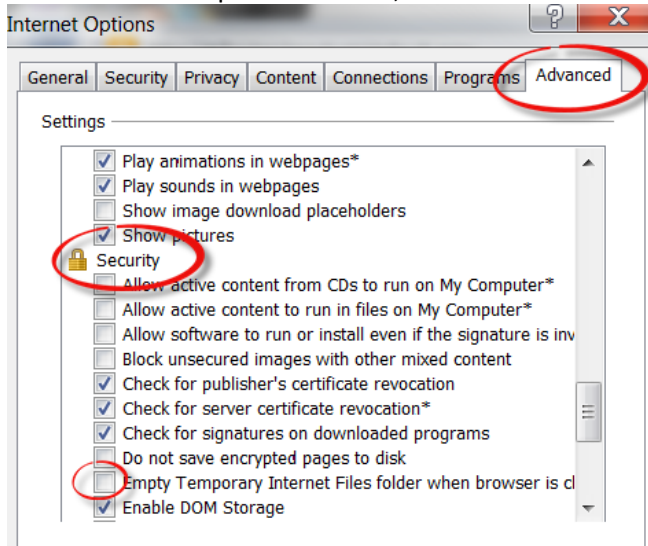 Internet Options
General Security Privacy Content Connections Programs Advanced
Settings
Play animations in webpages*
Play sounds in webpages
Show image download placeholders
Show pictures
Security
Allow active content from CDs to run on My Computer*
Allow active content to run in files on My Computer*
Allow software to run or install even if the signature is inv
Block unsecured images with other mixed content
Check for publisher's certificate revocation
Check for server certificate revocation*
Check for signatures on downloaded programs
Do not save encrypted pages to disk
Empty Temporary Internet Files folder when browser is cl
Enable DOM Storage